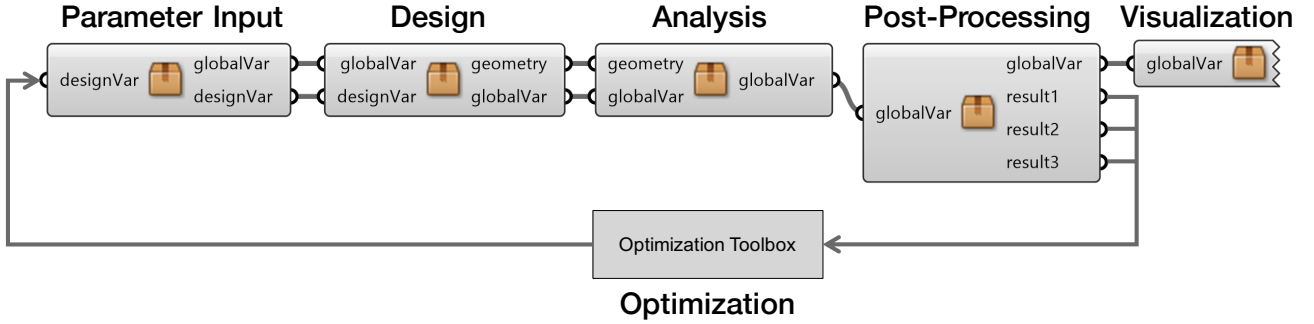 Parameter Input
Design
Analysis
Post-Processing
Visualization
designVar
globalVar
designVar
globalVar
designVar
geometry
globalVar
geometry
globalVar
globalVar
globalVar
globalVar
result1
result2
result3
globalVar
Optimization Toolbox
Optimization